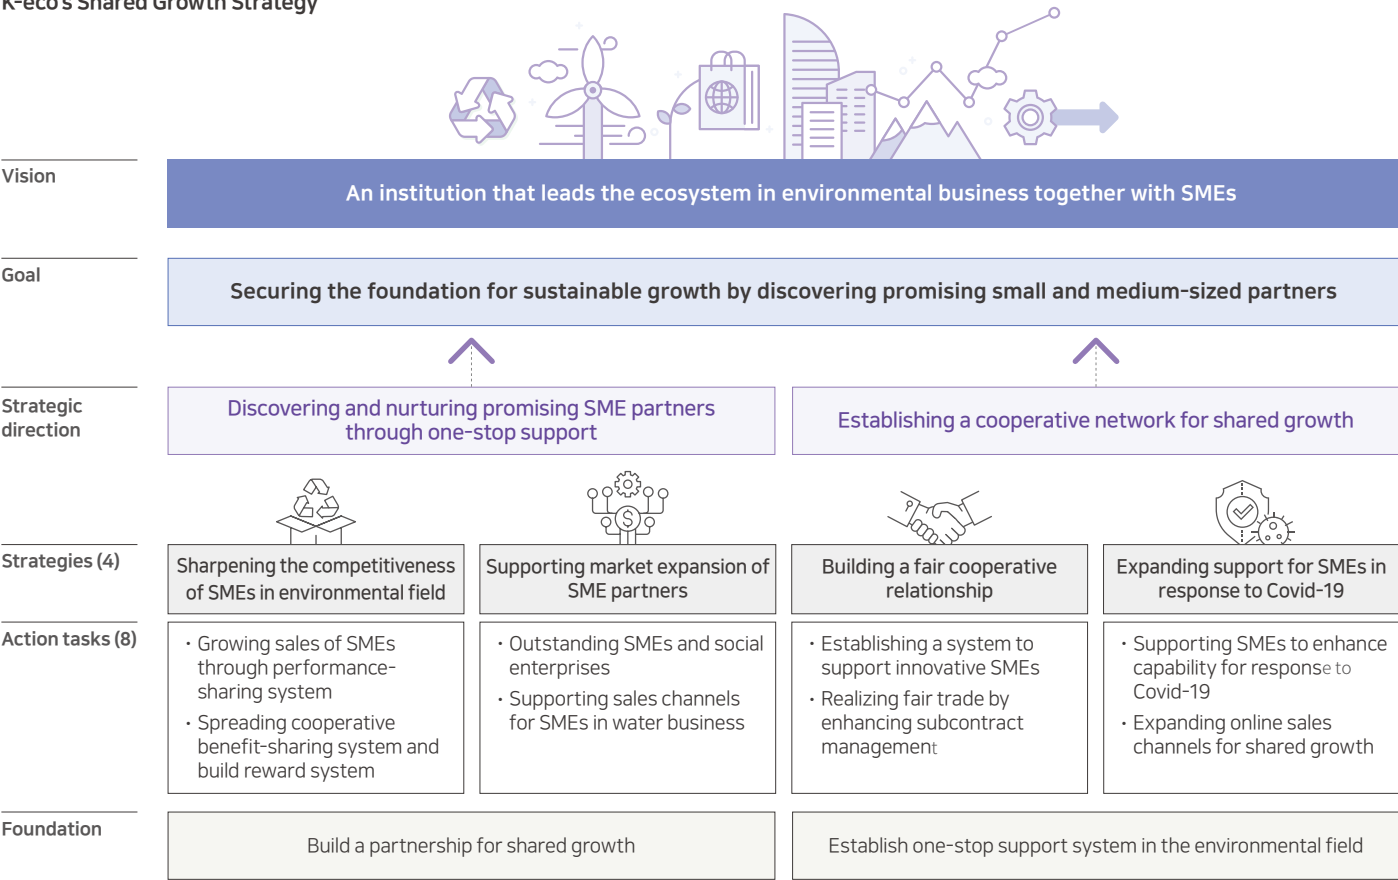 K-eco's Shared Growth Strategy
Vision
An institution that leads the ecosystem in environmental business together with SMEs
Goal
Securing the foundation for sustainable growth by discovering promising small and medium-sized partners
Strategic
direction
Discovering and nurturing promising SME partners
through one-stop support
Establishing a cooperative network for shared growth
$
Strategies (4)
Sharpening the competitiveness
of SMEs in environmental field
Supporting market expansion of
SME partners
Building a fair cooperative
relationship
Expanding support for SMEs in
response to Covid-19
Action tasks (8)
· Growing sales of SMEs
through performance-
sharing system
· Spreading cooperative
benefit-sharing system and
build reward system
· Outstanding SMEs and social
enterprises
· Supporting sales channels
for SMEs in water business
· Establishing a system to
support innovative SMEs
· Realizing fair trade by
enhancing subcontract
management
· Supporting SMEs to enhance
capability for response to
Covid-19
· Expanding online sales
channels for shared growth
Foundation
Build a partnership for shared growth
Establish one-stop support system in the environmental field